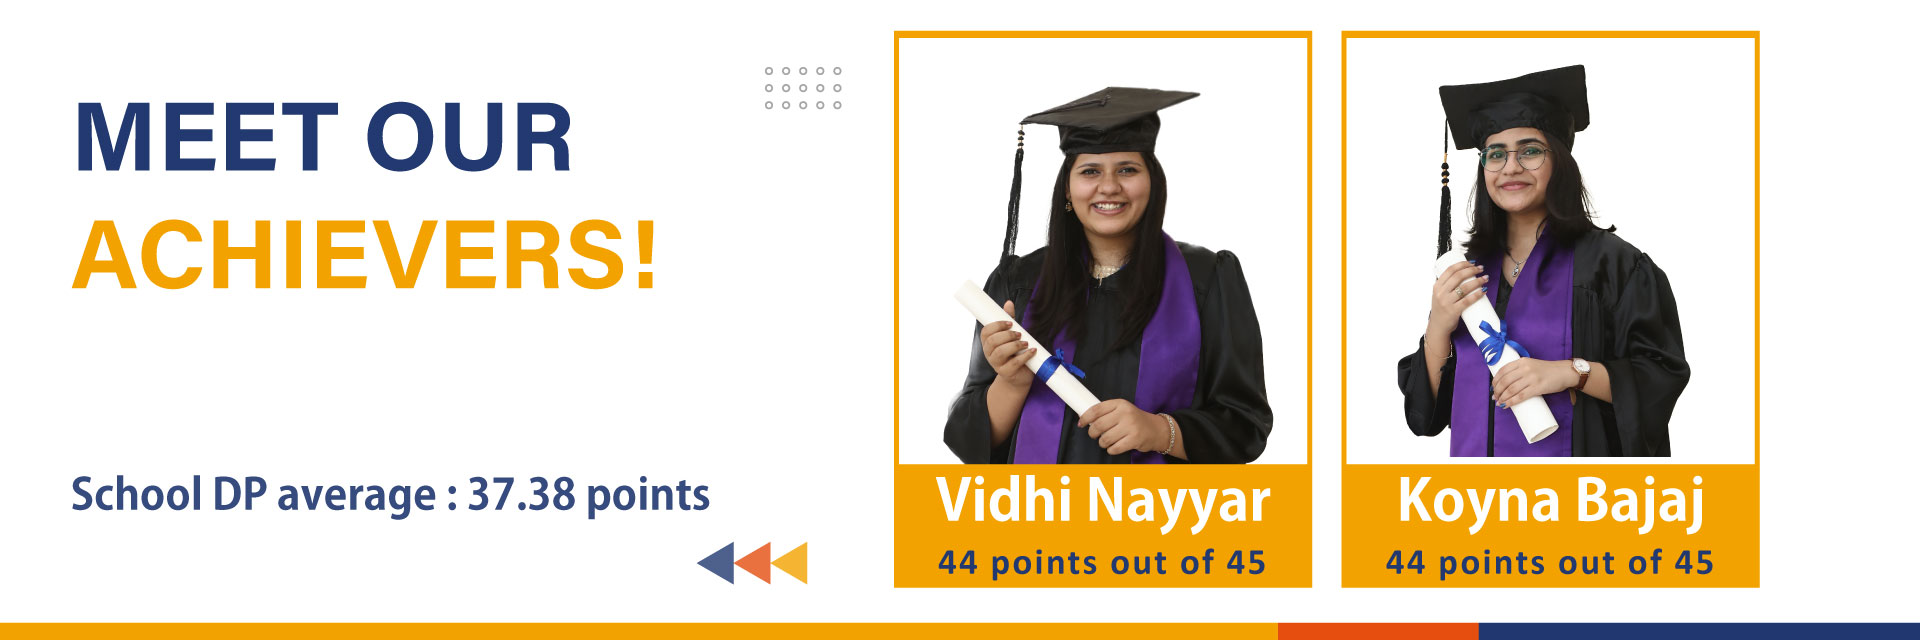 MEET OUR
ACHIEVERS!
School DP average : 37.38 points
Vidhi Nayyar
44 points out of 45
Koyna Bajaj
44 points out of 45